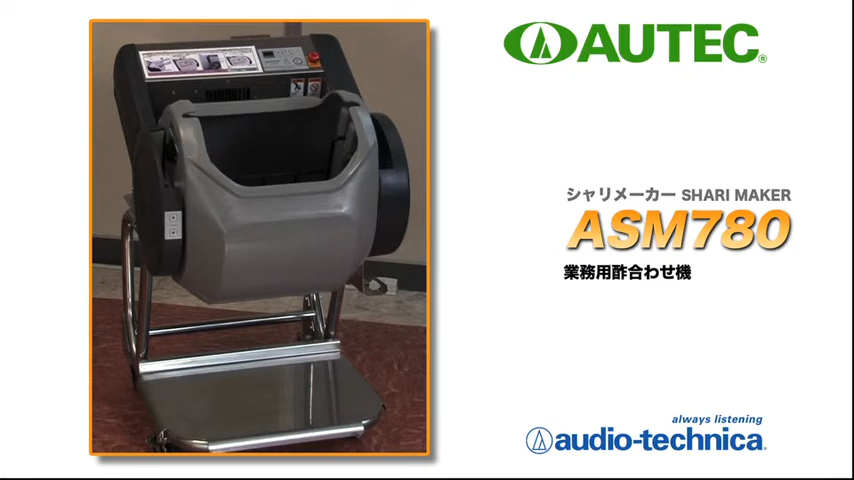 AUTEC®
シャリメーカー SHARI MAKER
ASM780
業務用酢合わせ機
always listening
audio-technica®